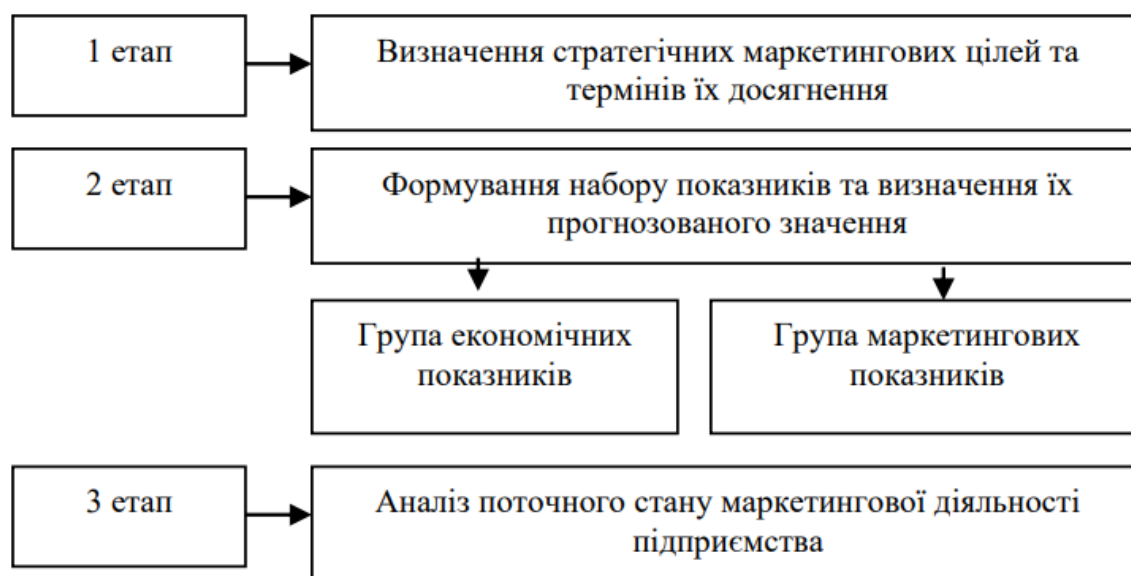 1 етап
Визначення стратегічних маркетингових цілей та
термінів їх досягнення
2 етап
Формування набору показників та визначення їх
прогнозованого значення
Група економічних
показників
Група маркетингових
показників
3 етап
Аналіз поточного стану маркетингової діяльності
підприємства